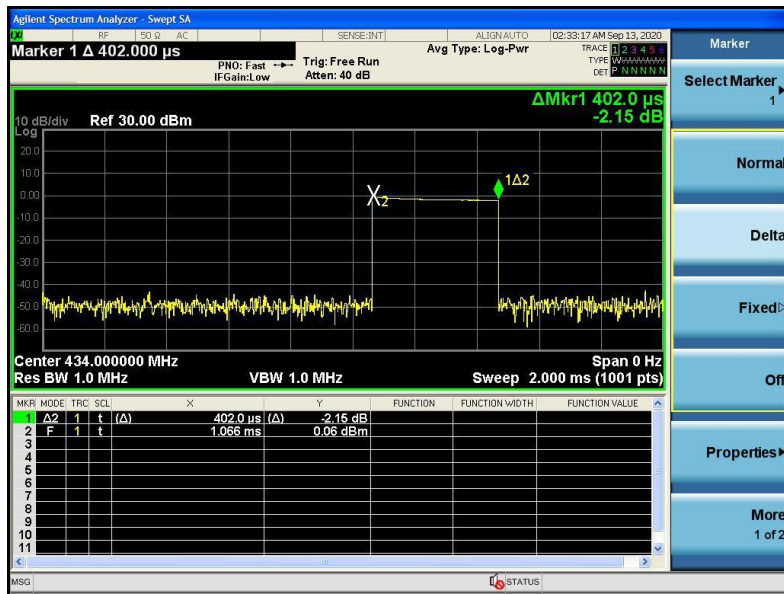 Agilent Spectrum Analyzer - Swept SA
LXI RF 50 Ω AC SENSE:INT ALIGN AUTO 02:33:17 AM Sep 13, 2020
Marker 1 Δ 402.000 µs
PNO: Fast
IFGain:Low
Trig: Free Run
Atten: 40 dB
Avg Type: Log-Pwr
TRACE 1 2 3 4 5 6
TYPE W
DET P N N N N N
ΔMkr1 402.0 µs
-2.15 dB
10 dB/div Ref 30.00 dBm
Log
20.0
10.0
0.00
-10.0
-20.0
-30.0
-40.0
-50.0
-60.0
1Δ2
2
Center 434.000000 MHz Span 0 Hz
Res BW 1.0 MHz VBW 1.0 MHz Sweep 2.000 ms (1001 pts)
MKR MODE TRC SCL X Y FUNCTION FUNCTION WIDTH FUNCTION VALUE
1 Δ2 1 t (Δ) 402.0 µs (Δ) -2.15 dB
2 F 1 t 1.066 ms 0.06 dBm
3
4
5
6
7
8
9
10
11
MSG STATUS
Marker
Select Marker
1
Normal
Delta
Fixed
Off
Properties
More
1 of 2